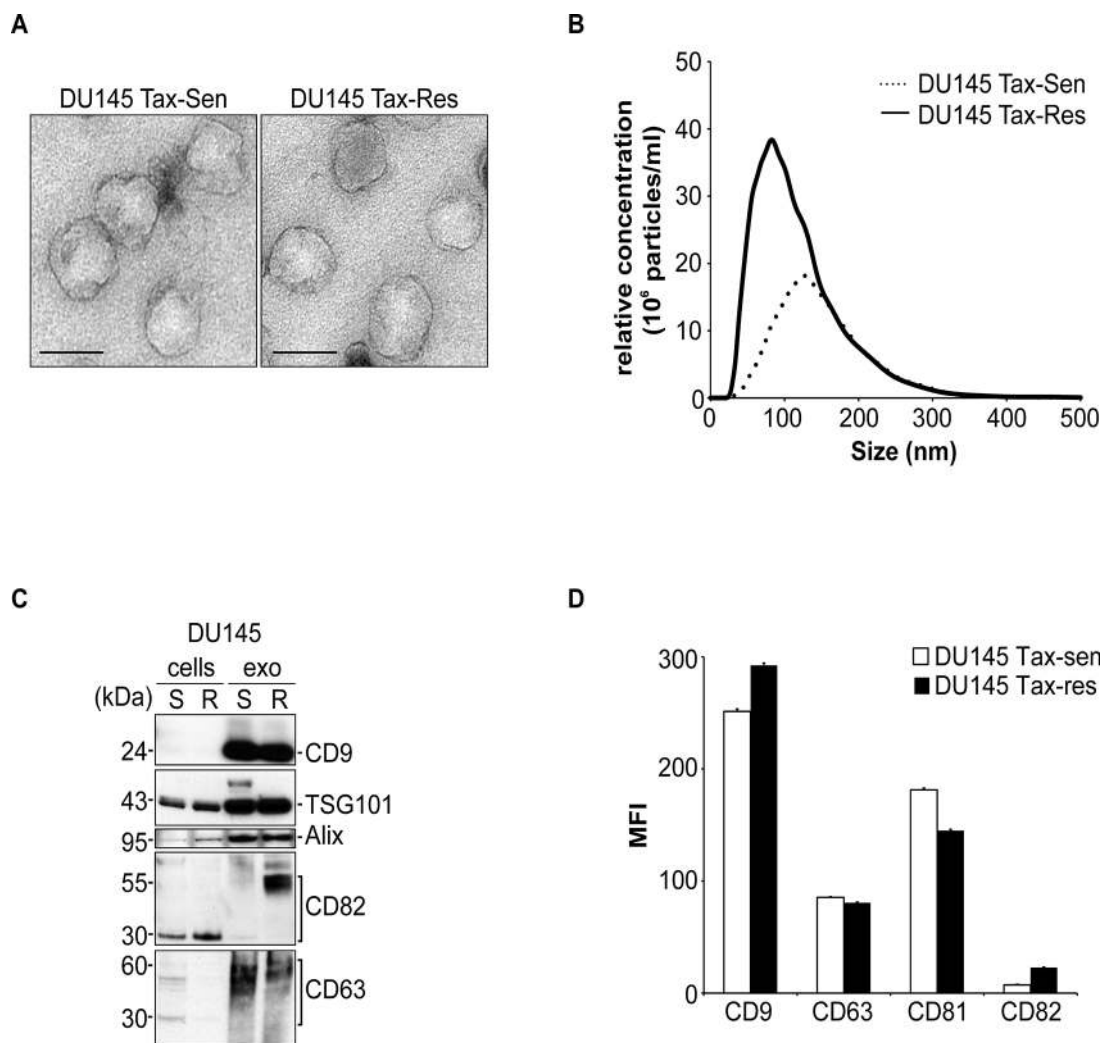 A
DU145 Tax-Sen
DU145 Tax-Res
B
50
40
30
20
10
0
relative concentration
(10⁶ particles/ml)
DU145 Tax-Sen
DU145 Tax-Res
0 100 200 300 400 500
Size (nm)
C
DU145
cells exo
(kDa) S R S R
24- -CD9
43- -TSG101
95- -Alix
55-
CD82
30-
60-
CD63
30-
D
300
200
100
0
MFI
DU145 Tax-sen
DU145 Tax-res
CD9 CD63 CD81 CD82